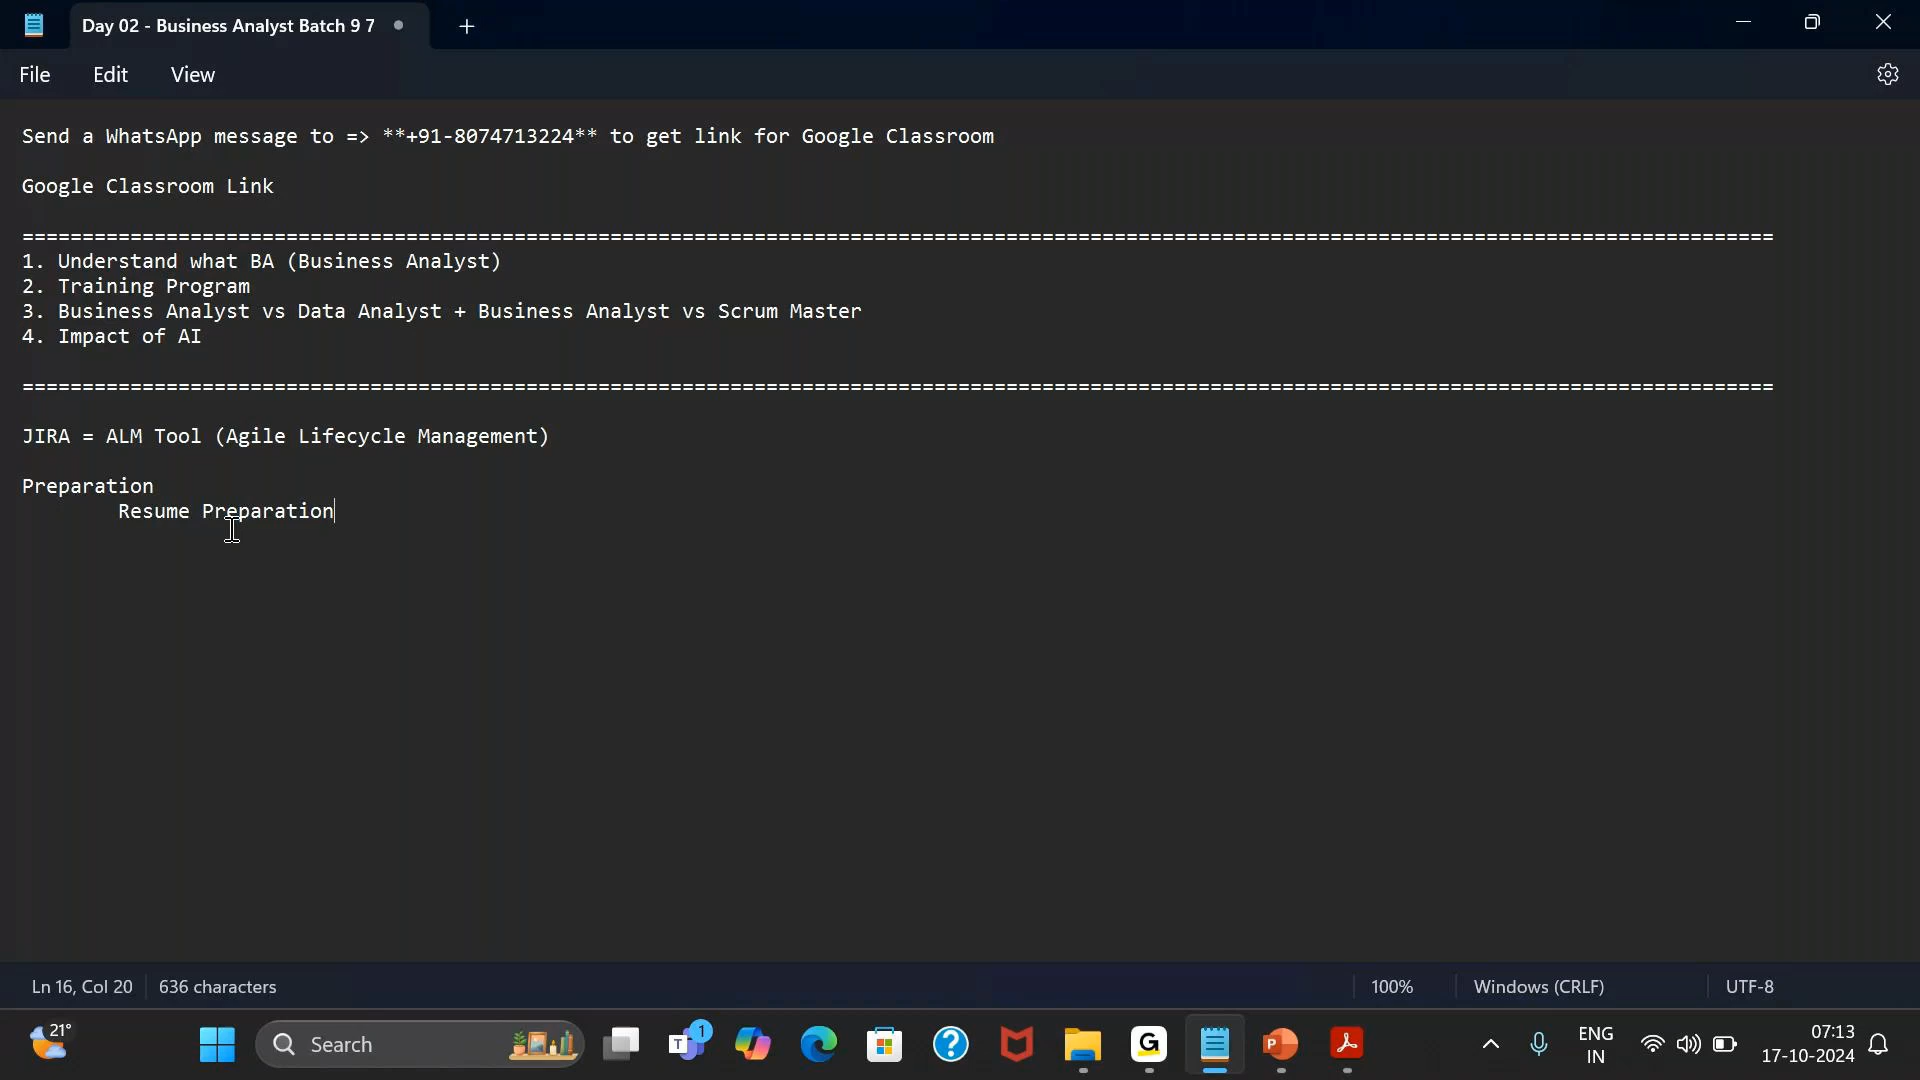 Day 02 - Business Analyst Batch 9 7
File Edit View
Send a WhatsApp message to => **+91-8074713224** to get link for Google Classroom
Google Classroom Link
==================================================================================================================================================
1. Understand what BA (Business Analyst)
2. Training Program
3. Business Analyst vs Data Analyst + Business Analyst vs Scrum Master
4. Impact of AI
==================================================================================================================================================
JIRA = ALM Tool (Agile Lifecycle Management)
Preparation
Resume Preparation
Ln 16, Col 20 636 characters 100% Windows (CRLF) UTF-8
21° Search 1 ENG 07:13
IN 17-10-2024